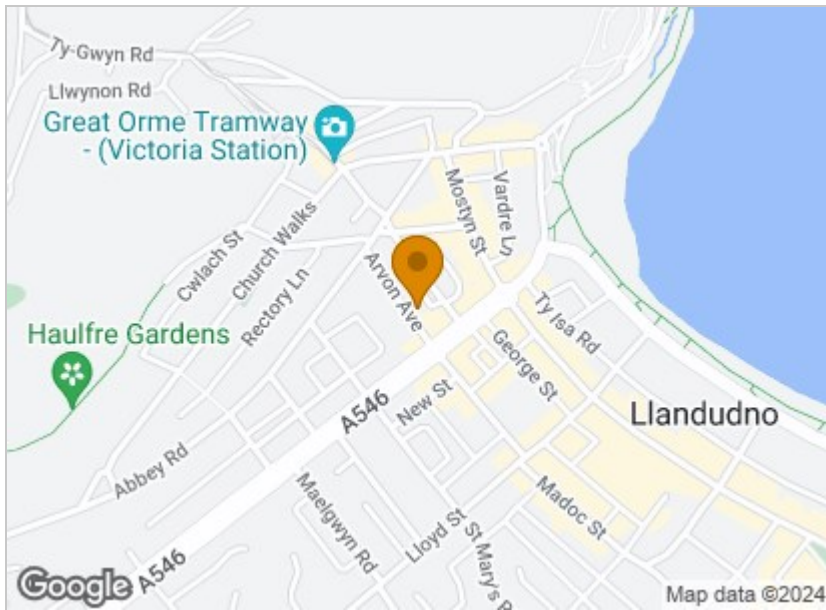 Ty-Gwyn Rd
Llwynon Rd
Great Orme Tramway
- (Victoria Station)
Mostyn St
Vardre Ln
Cwlach St
Church Walks
Rectory Ln
Arvon Ave
Haulfre Gardens
Ty Isa Rd
George St
A546
New St
Llandudno
Abbey Rd
Maelgwyn Rd
Lloyd St
Madoc St
St Mary's R
A546
Google
Map data ©2024